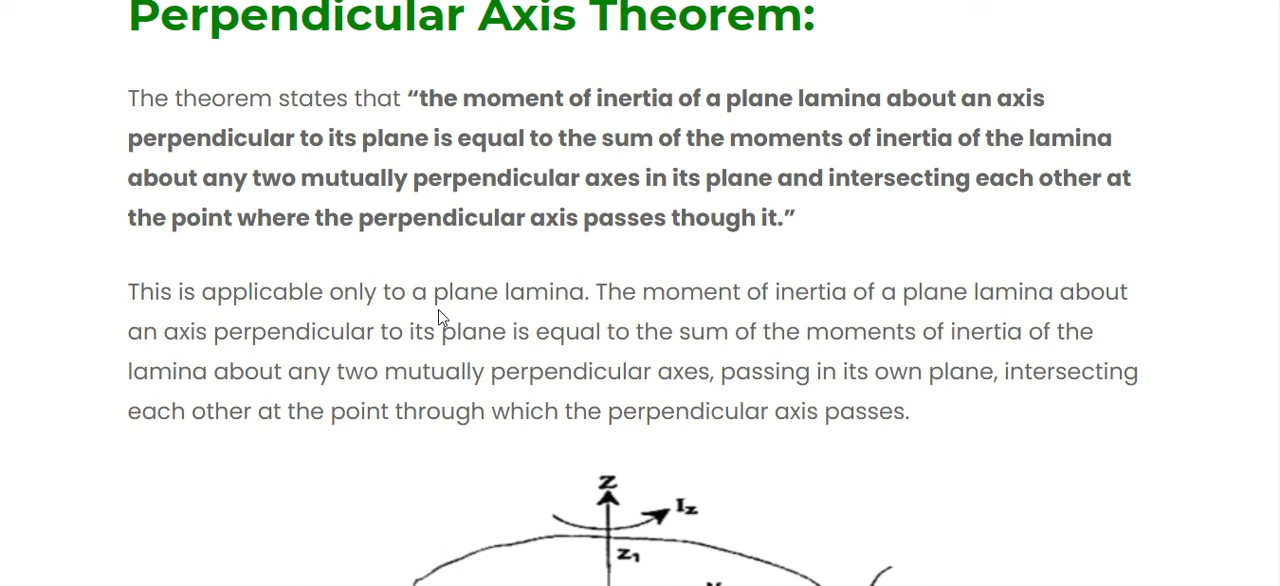 Perpendicular Axis Theorem:
The theorem states that “the moment of inertia of a plane lamina about an axis
perpendicular to its plane is equal to the sum of the moments of inertia of the lamina
about any two mutually perpendicular axes in its plane and intersecting each other at
the point where the perpendicular axis passes though it.”
This is applicable only to a plane lamina. The moment of inertia of a plane lamina about
an axis perpendicular to its plane is equal to the sum of the moments of inertia of the
lamina about any two mutually perpendicular axes, passing in its own plane, intersecting
each other at the point through which the perpendicular axis passes.
Z
Iz
Z1